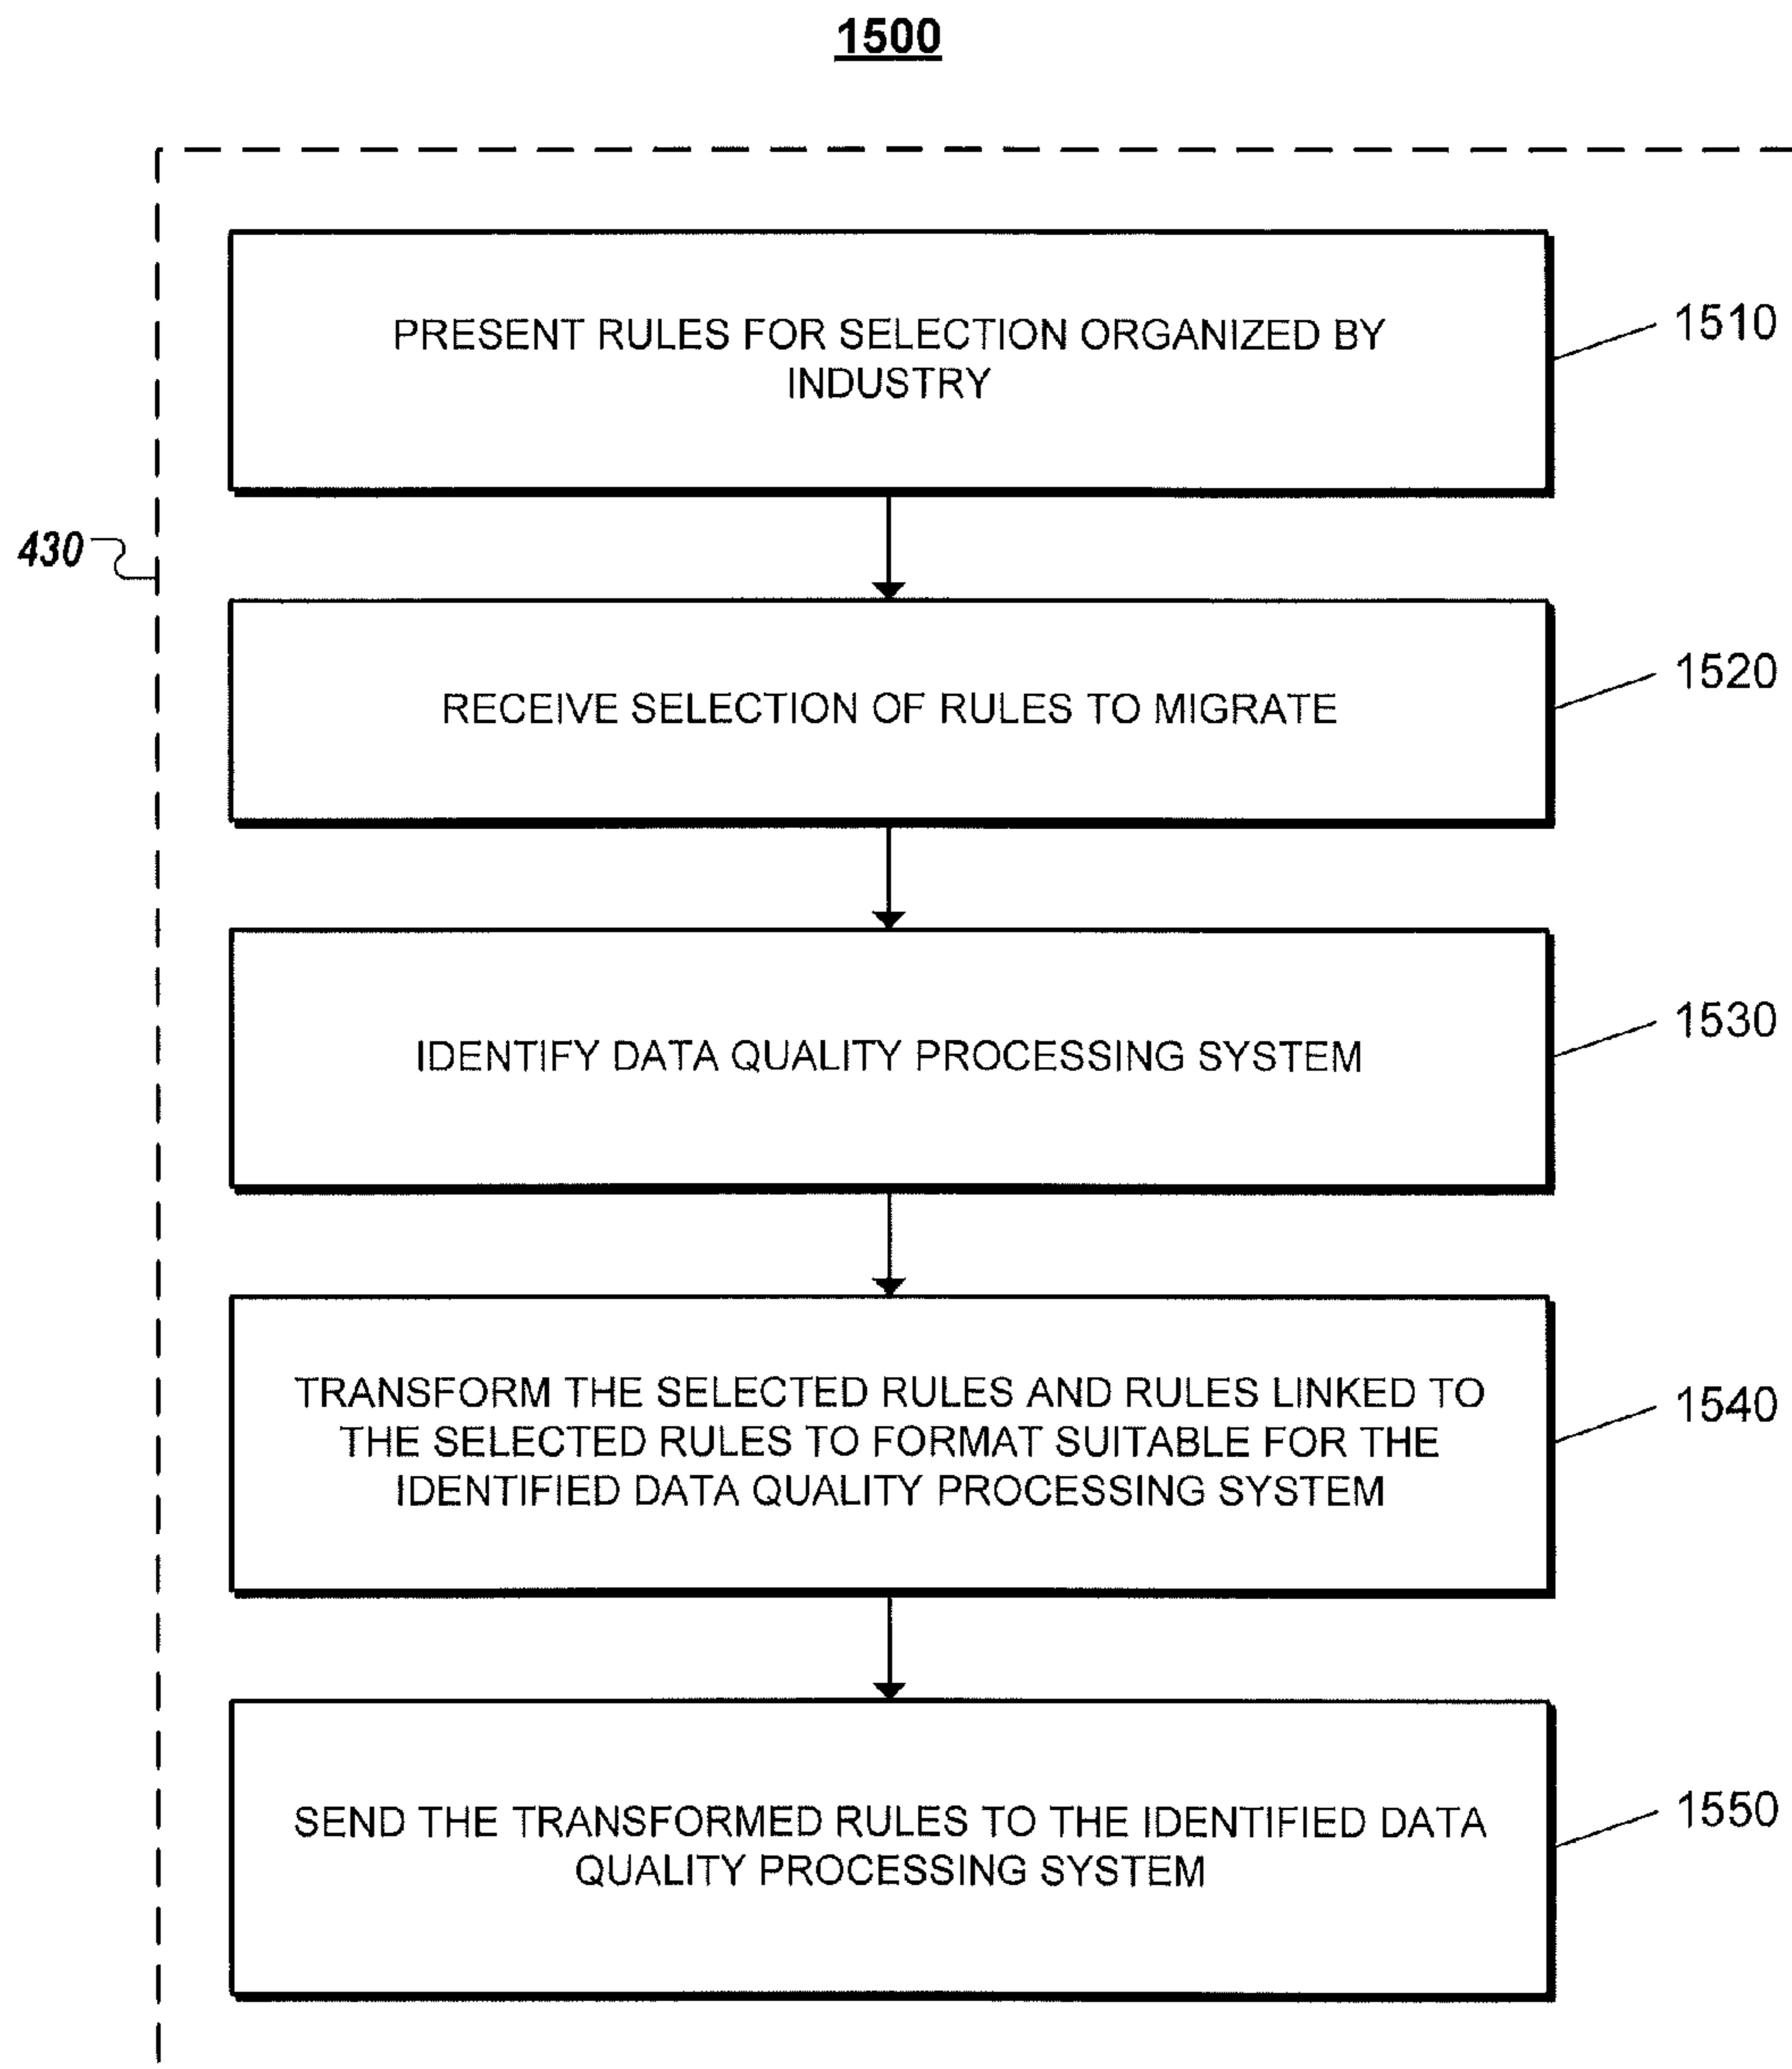 1500
PRESENT RULES FOR SELECTION ORGANIZED BY
INDUSTRY
1510
430
RECEIVE SELECTION OF RULES TO MIGRATE
1520
IDENTIFY DATA QUALITY PROCESSING SYSTEM
1530
TRANSFORM THE SELECTED RULES AND RULES LINKED TO
THE SELECTED RULES TO FORMAT SUITABLE FOR THE
IDENTIFIED DATA QUALITY PROCESSING SYSTEM
1540
SEND THE TRANSFORMED RULES TO THE IDENTIFIED DATA
QUALITY PROCESSING SYSTEM
1550